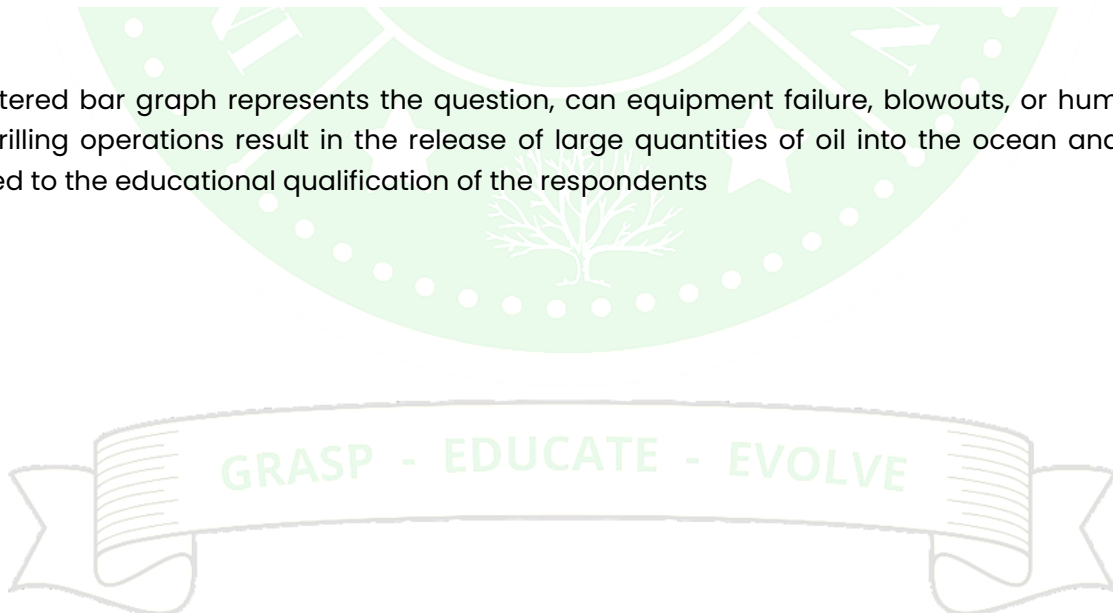 tered bar graph represents the question, can equipment failure, blowouts, or hum
rilling operations result in the release of large quantities of oil into the ocean and
ed to the educational qualification of the respondents
GRASP - EDUCATE - EVOLVE